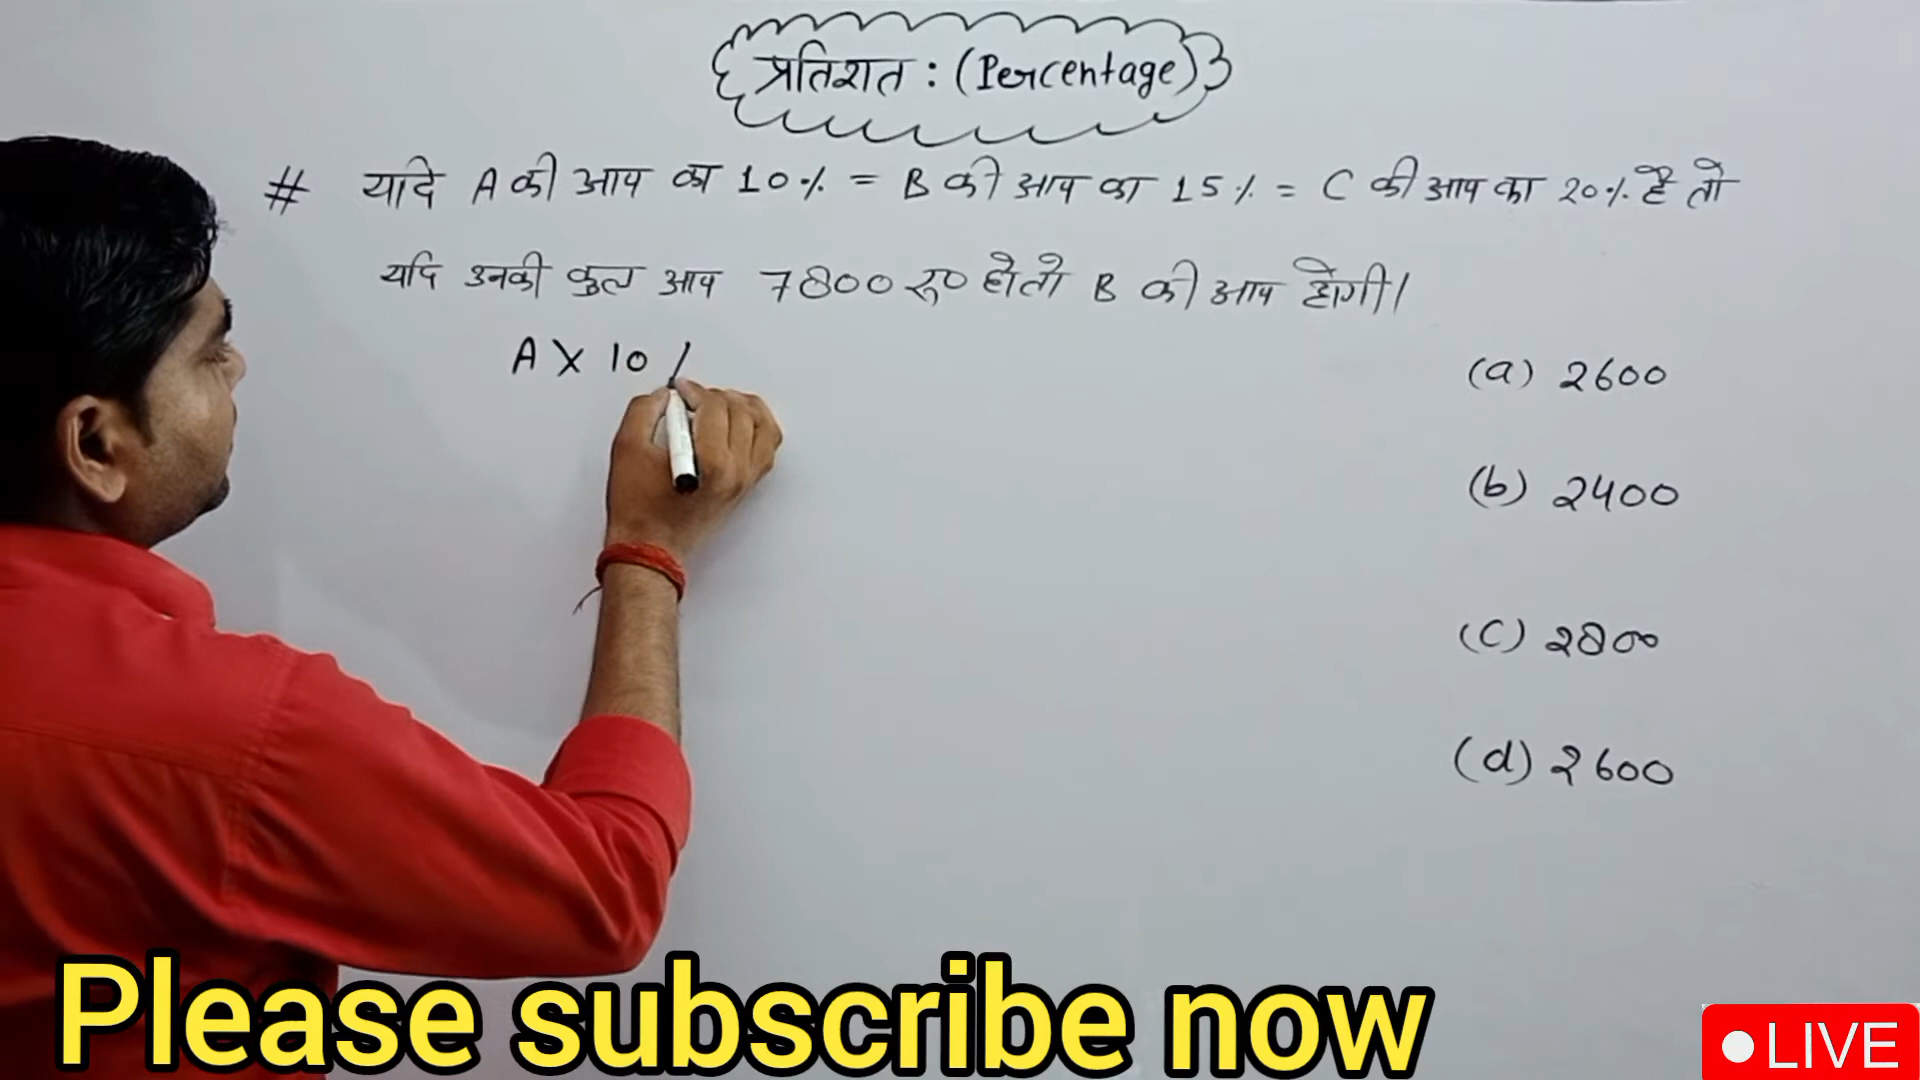 प्रतिशत : (Percentage)
# यदि A की आय का 10% = B की आय का 15% = C की आय का 20% है तो
यदि उनकी कुल आय 7800 रू० हो तो B की आय होगी।
A X 10 /
(a) 2600
(b) 2400
(C) 2800
(d) 2600
Please subscribe now
LIVE